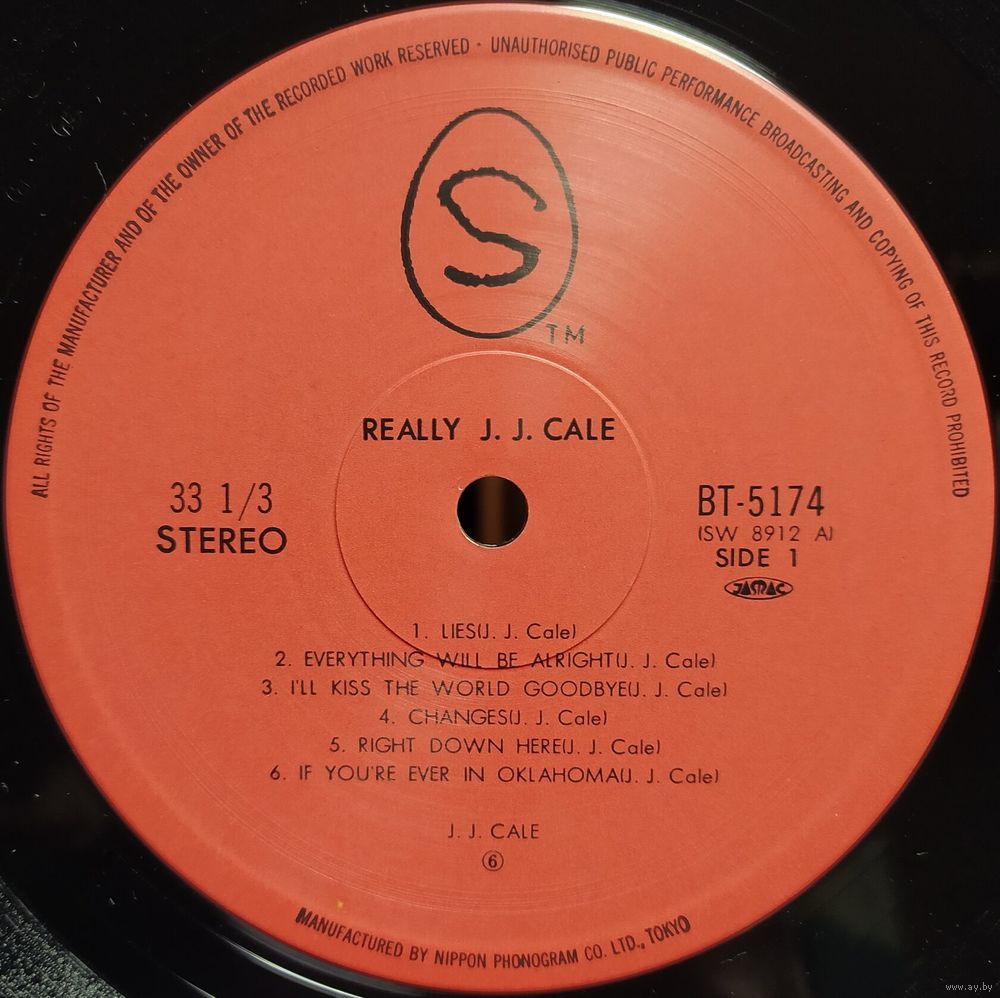 ALL RIGHTS OF THE MANUFACTURER AND OF THE OWNER OF THE RECORDED WORK RESERVED · UNAUTHORISED PUBLIC PERFORMANCE BROADCASTING AND COPYING OF THIS RECORD PROHIBITED
S
TM
REALLY J. J. CALE
33 1/3
STEREO
BT-5174
(SW 8912 A)
SIDE 1
JASRAC
1. LIES(J. J. Cale)
2. EVERYTHING WILL BE ALRIGHT(J. J. Cale)
3. I'LL KISS THE WORLD GOODBYE(J. J. Cale)
4. CHANGES(J. J. Cale)
5. RIGHT DOWN HERE(J. J. Cale)
6. IF YOU'RE EVER IN OKLAHOMA(J. J. Cale)
J. J. CALE
⑥
MANUFACTURED BY NIPPON PHONOGRAM CO. LTD., TOKYO
www.ay.by